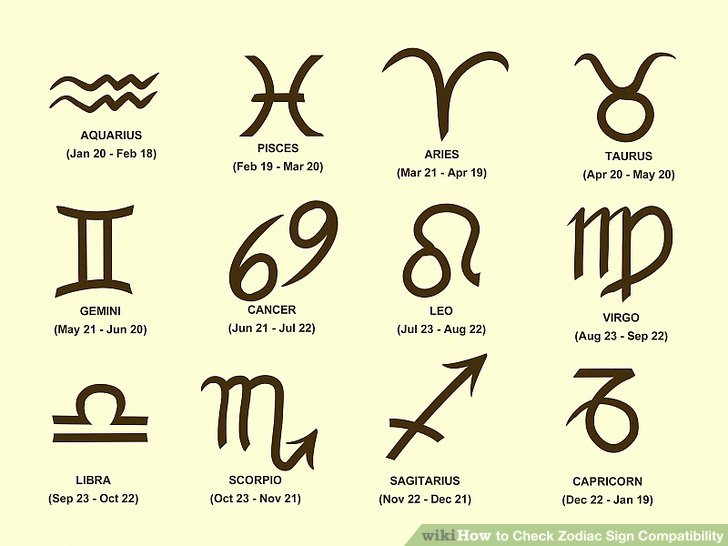 AQUARIUS
(Jan 20 - Feb 18)
PISCES
(Feb 19 - Mar 20)
ARIES
(Mar 21 - Apr 19)
TAURUS
(Apr 20 - May 20)
GEMINI
(May 21 - Jun 20)
CANCER
(Jun 21 - Jul 22)
LEO
(Jul 23 - Aug 22)
VIRGO
(Aug 23 - Sep 22)
LIBRA
(Sep 23 - Oct 22)
SCORPIO
(Oct 23 - Nov 21)
SAGITARIUS
(Nov 22 - Dec 21)
CAPRICORN
(Dec 22 - Jan 19)
wikiHow to Check Zodiac Sign Compatibility